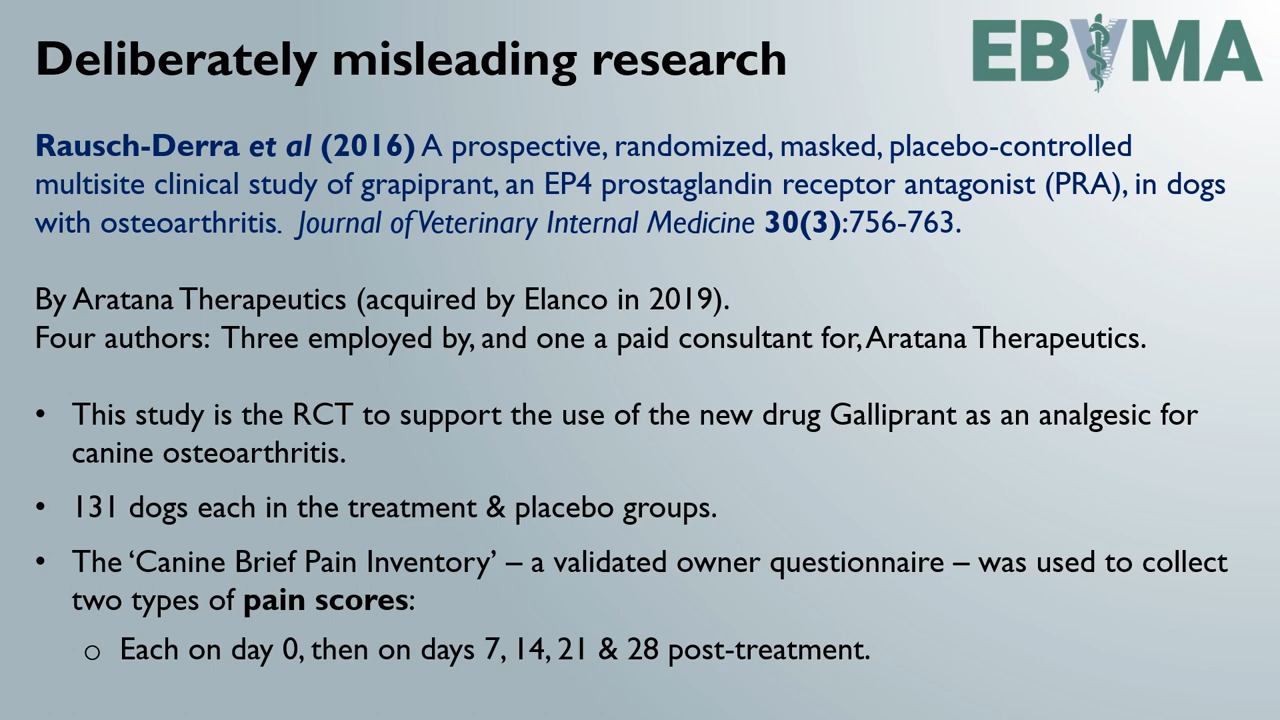 Deliberately misleading research
EBVMA
Rausch-Derra et al (2016) A prospective, randomized, masked, placebo-controlled
multisite clinical study of grapiprant, an EP4 prostaglandin receptor antagonist (PRA), in dogs
with osteoarthritis. Journal of Veterinary Internal Medicine 30(3):756-763.
By Aratana Therapeutics (acquired by Elanco in 2019).
Four authors: Three employed by, and one a paid consultant for, Aratana Therapeutics.
• This study is the RCT to support the use of the new drug Galliprant as an analgesic for
canine osteoarthritis.
• 131 dogs each in the treatment & placebo groups.
• The ‘Canine Brief Pain Inventory’ – a validated owner questionnaire – was used to collect
two types of pain scores:
o Each on day 0, then on days 7, 14, 21 & 28 post-treatment.